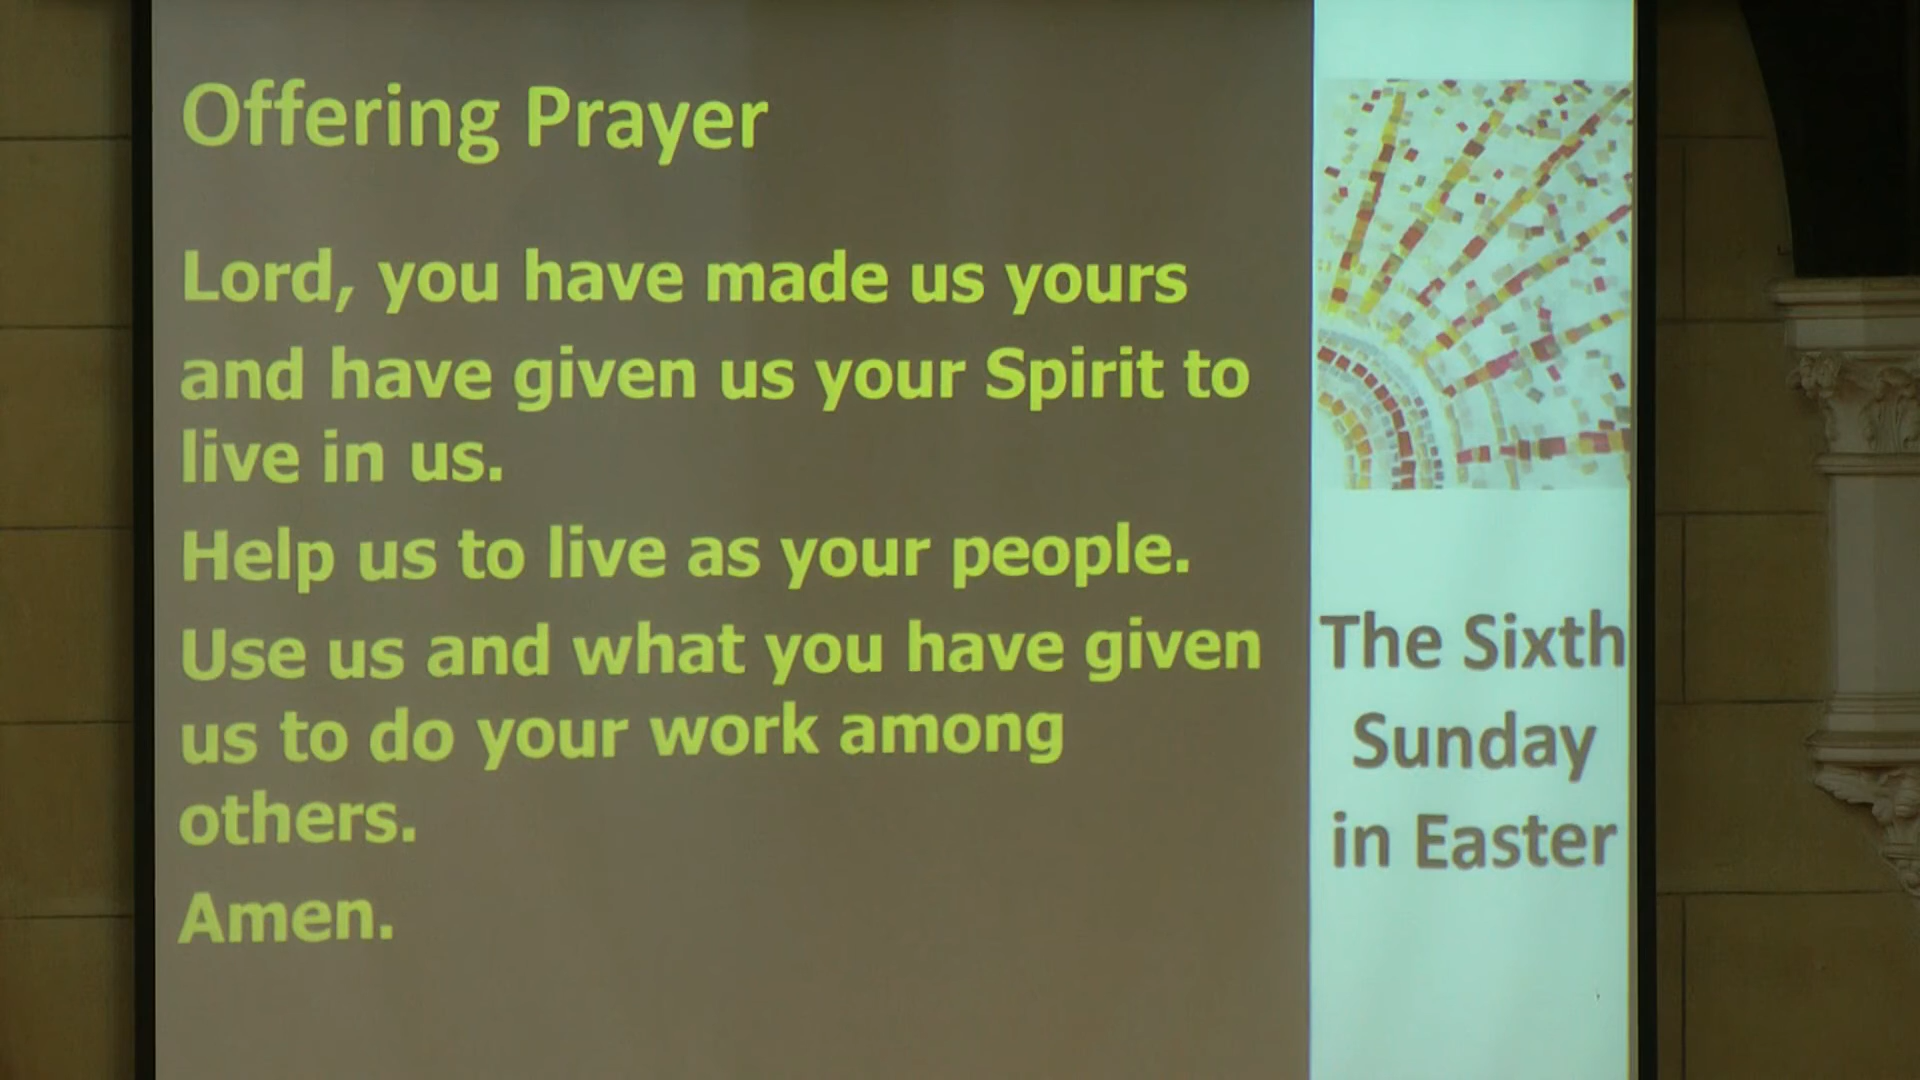 Offering Prayer
Lord, you have made us yours
and have given us your Spirit to
live in us.
Help us to live as your people.
Use us and what you have given
us to do your work among
others.
Amen.
The Sixth
Sunday
in Easter